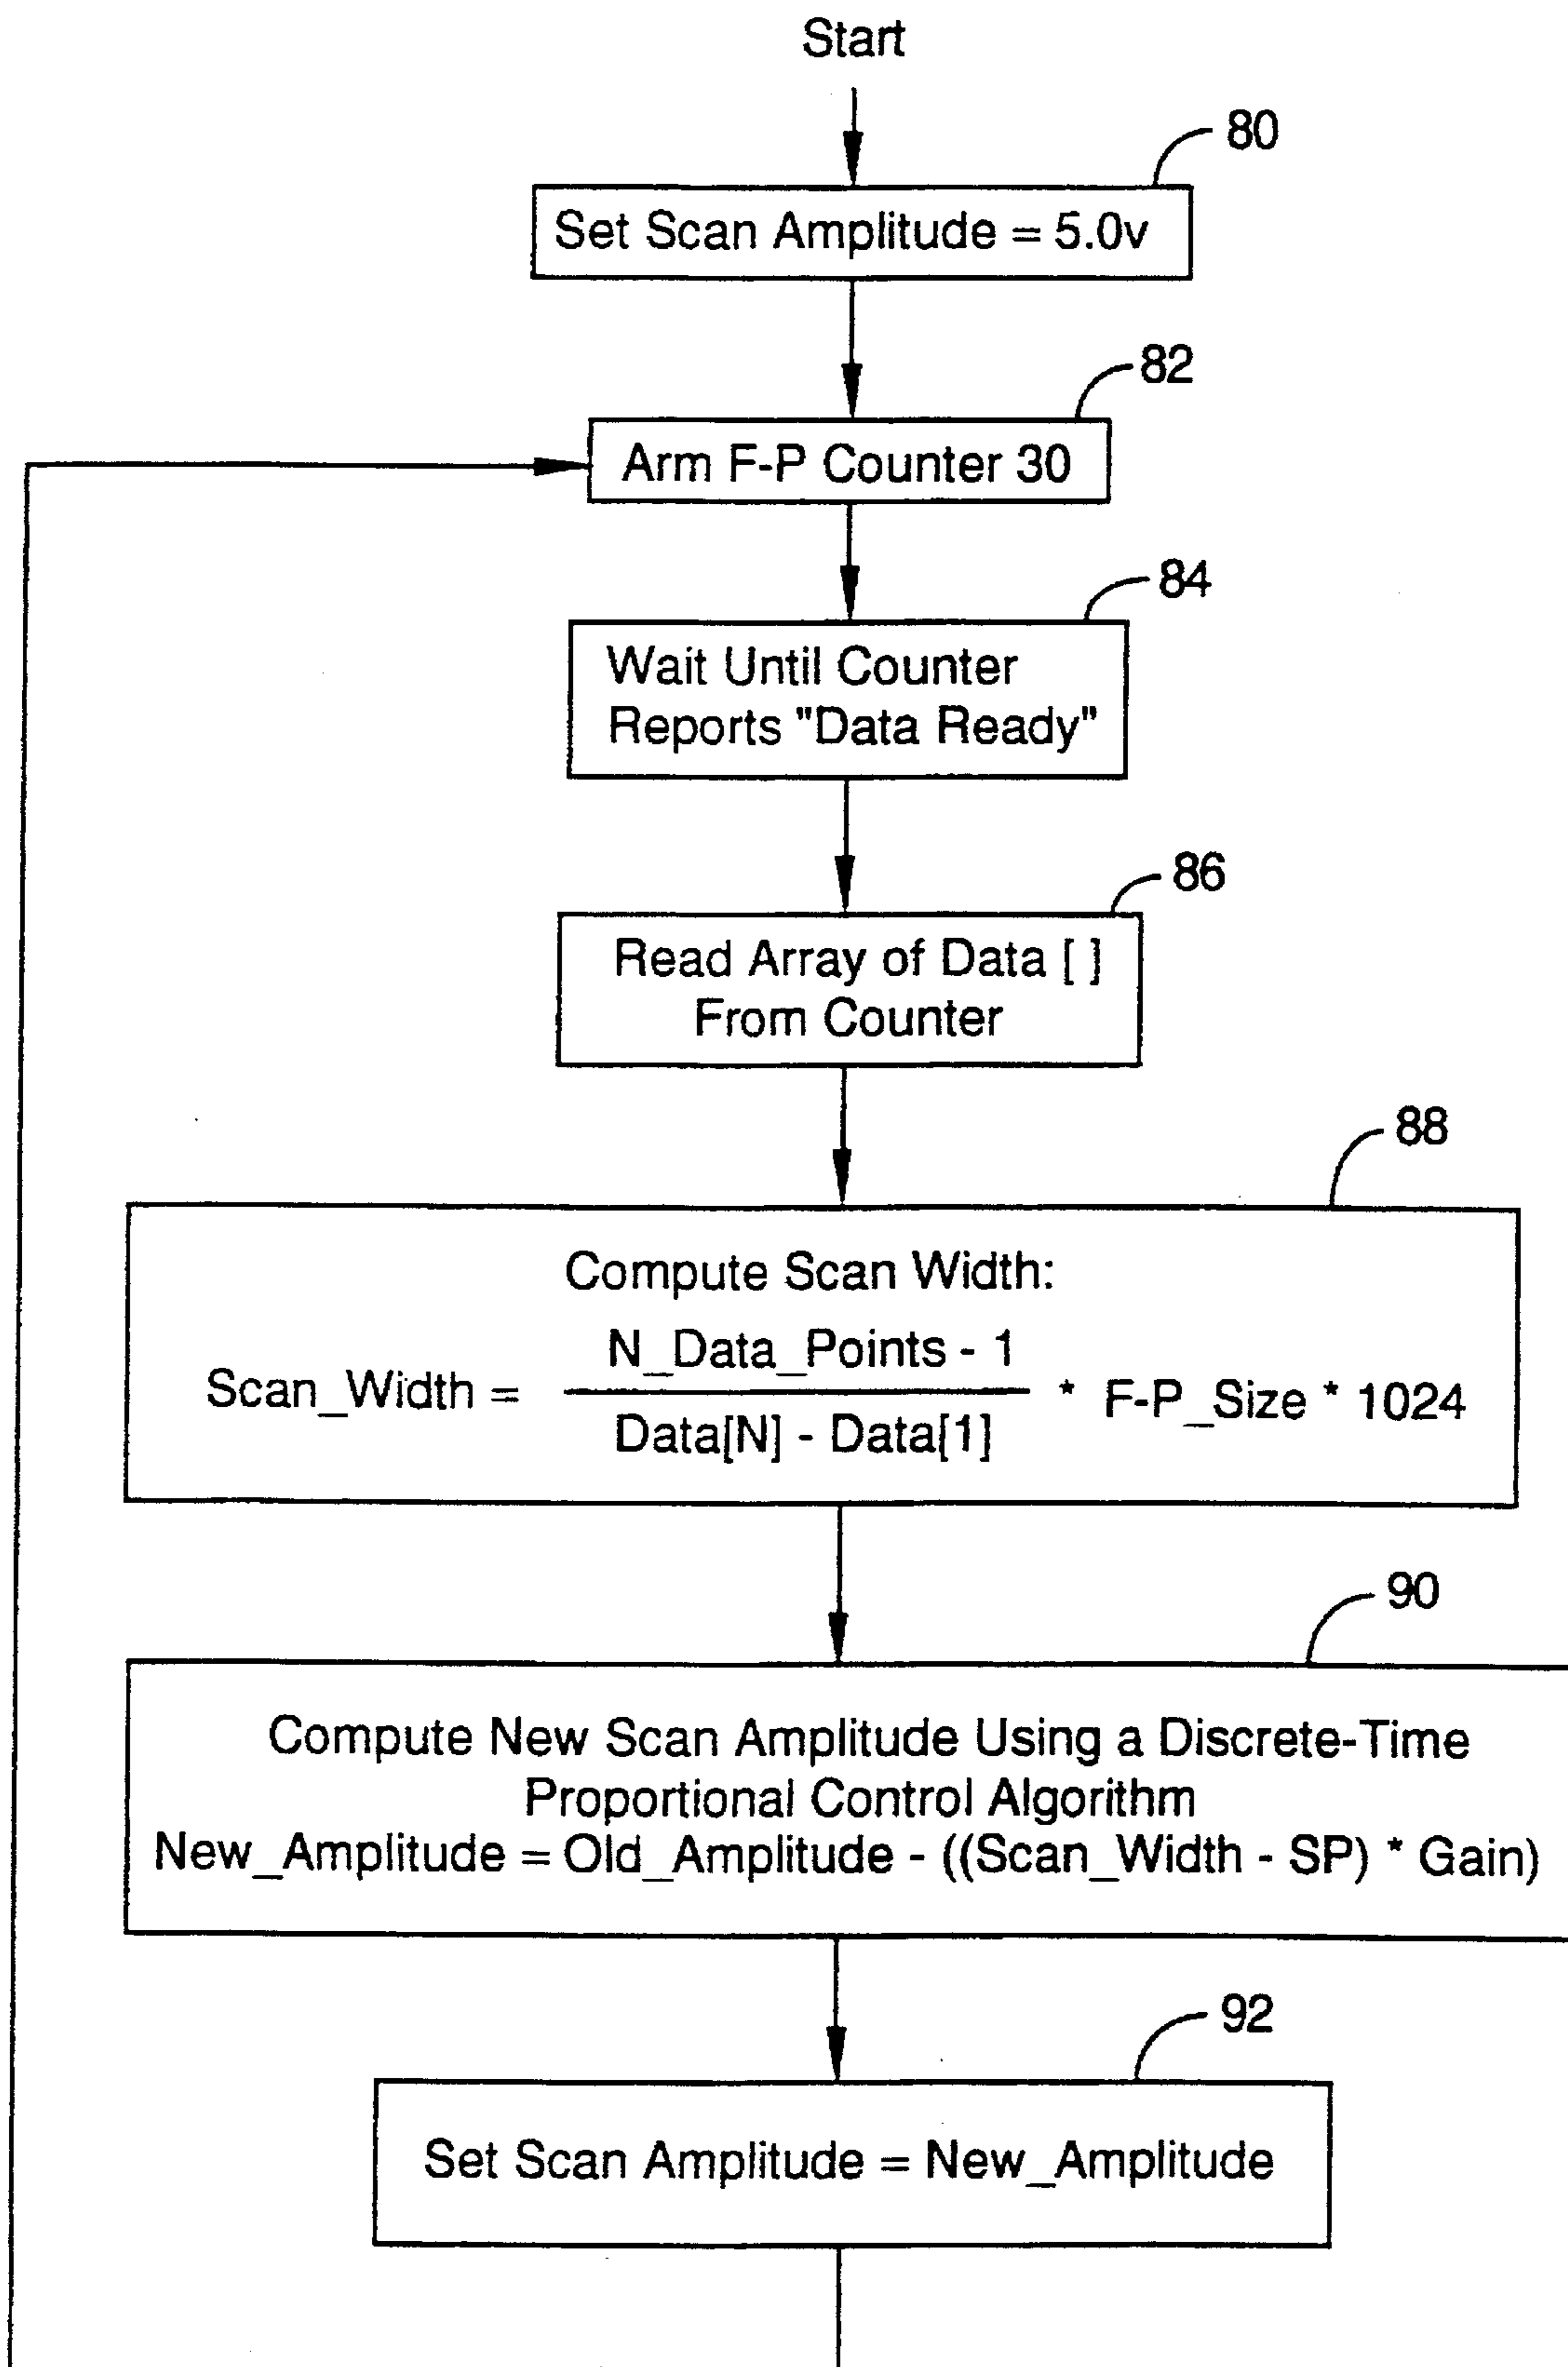 Start
80
Set Scan Amplitude = 5.0v
82
Arm F-P Counter 30
84
Wait Until Counter
Reports "Data Ready"
86
Read Array of Data [ ]
From Counter
88
Compute Scan Width:
N_Data_Points - 1
Scan_Width = * F-P_Size * 1024
Data[N] - Data[1]
90
Compute New Scan Amplitude Using a Discrete-Time
Proportional Control Algorithm
New_Amplitude = Old_Amplitude - ((Scan_Width - SP) * Gain)
92
Set Scan Amplitude = New_Amplitude